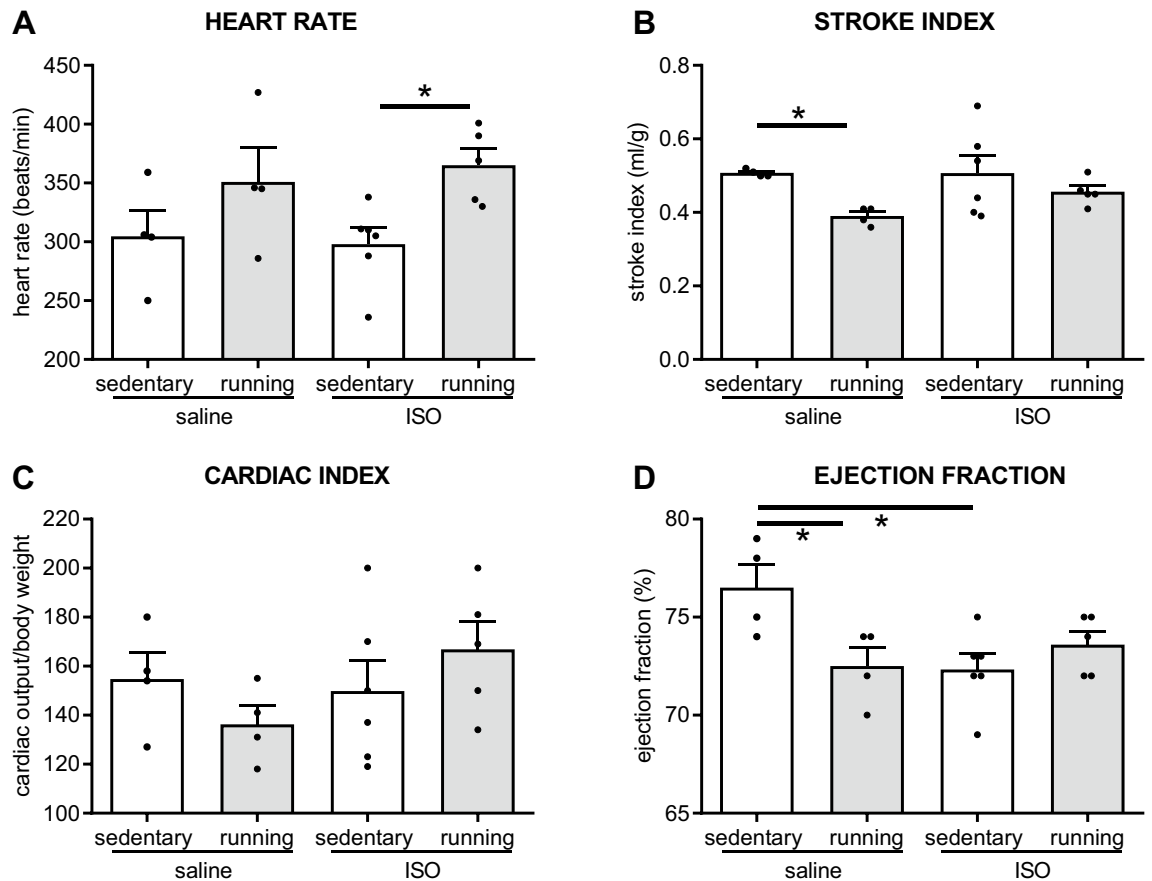 A HEART RATE
heart rate (beats/min)
450
400
350
300
250
200
*
sedentary running sedentary running
saline ISO
B STROKE INDEX
stroke index (ml/g)
0.8
0.6
0.4
0.2
0.0
*
sedentary running sedentary running
saline ISO
C CARDIAC INDEX
cardiac output/body weight
220
200
180
160
140
120
100
sedentary running sedentary running
saline ISO
D EJECTION FRACTION
ejection fraction (%)
80
75
70
65
* *
sedentary running sedentary running
saline ISO